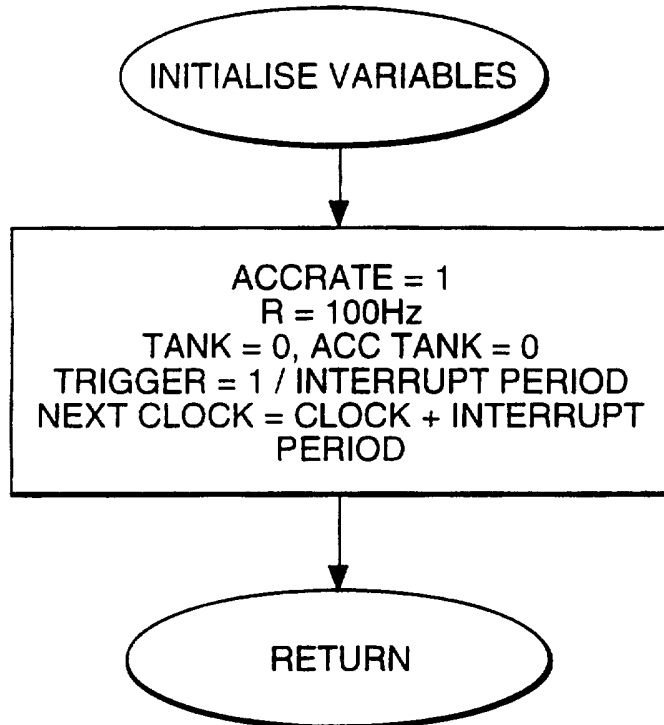 INITIALISE VARIABLES
ACCRATE = 1
R = 100Hz
TANK = 0, ACC TANK = 0
TRIGGER = 1 / INTERRUPT PERIOD
NEXT CLOCK = CLOCK + INTERRUPT
PERIOD
RETURN